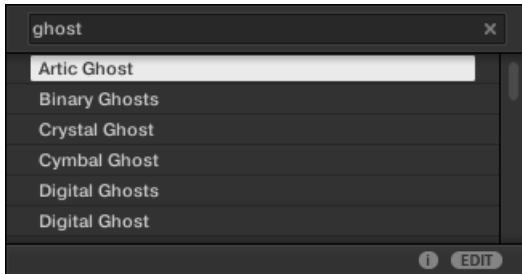 ghost
Artic Ghost
Binary Ghosts
Crystal Ghost
Cymbal Ghost
Digital Ghosts
Digital Ghost
i EDIT